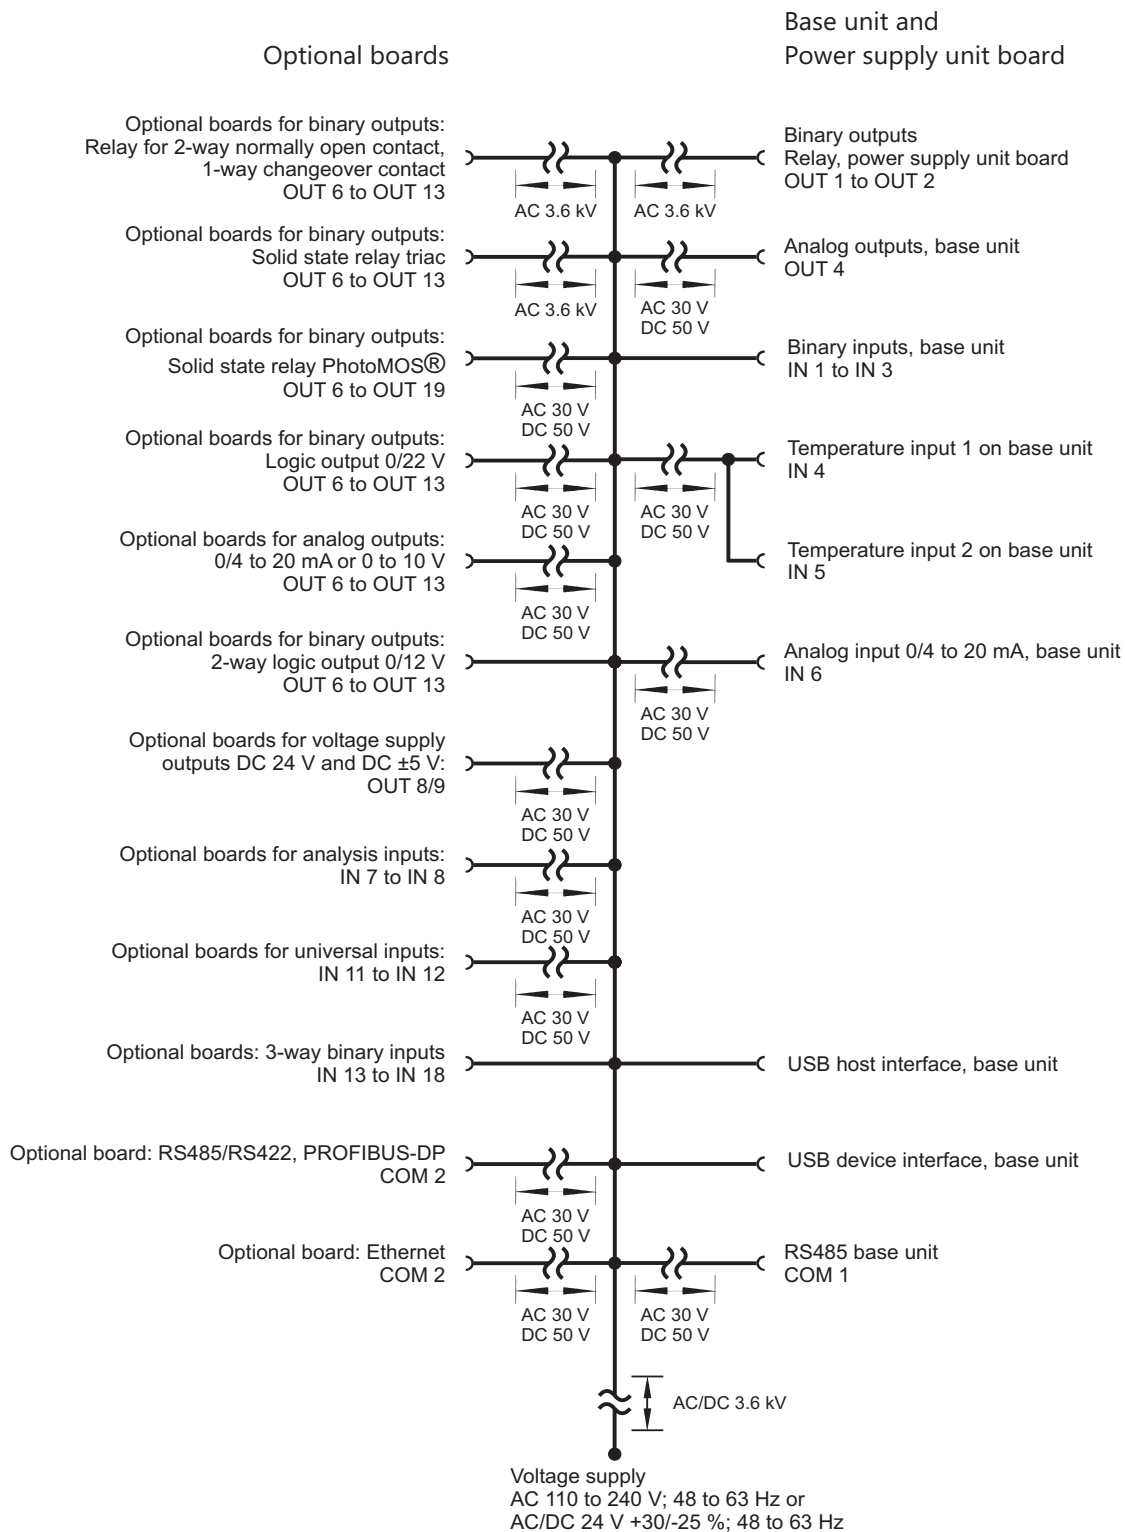 Base unit and
Optional boards
Power supply unit board
Optional boards for binary outputs:
Relay for 2-way normally open contact,
1-way changeover contact
OUT 6 to OUT 13
AC 3.6 kV
AC 3.6 kV
Binary outputs
Relay, power supply unit board
OUT 1 to OUT 2
Optional boards for binary outputs:
Solid state relay triac
OUT 6 to OUT 13
AC 3.6 kV
AC 30 V
DC 50 V
Analog outputs, base unit
OUT 4
Optional boards for binary outputs:
Solid state relay PhotoMOS®
OUT 6 to OUT 19
AC 30 V
DC 50 V
Binary inputs, base unit
IN 1 to IN 3
Optional boards for binary outputs:
Logic output 0/22 V
OUT 6 to OUT 13
AC 30 V
DC 50 V
AC 30 V
DC 50 V
Temperature input 1 on base unit
IN 4
Optional boards for analog outputs:
0/4 to 20 mA or 0 to 10 V
OUT 6 to OUT 13
AC 30 V
DC 50 V
Temperature input 2 on base unit
IN 5
Optional boards for binary outputs:
2-way logic output 0/12 V
OUT 6 to OUT 13
AC 30 V
DC 50 V
Analog input 0/4 to 20 mA, base unit
IN 6
Optional boards for voltage supply
outputs DC 24 V and DC ±5 V:
OUT 8/9
AC 30 V
DC 50 V
Optional boards for analysis inputs:
IN 7 to IN 8
AC 30 V
DC 50 V
Optional boards for universal inputs:
IN 11 to IN 12
AC 30 V
DC 50 V
Optional boards: 3-way binary inputs
IN 13 to IN 18
USB host interface, base unit
Optional board: RS485/RS422, PROFIBUS-DP
COM 2
AC 30 V
DC 50 V
USB device interface, base unit
Optional board: Ethernet
COM 2
AC 30 V
DC 50 V
AC 30 V
DC 50 V
RS485 base unit
COM 1
AC/DC 3.6 kV
Voltage supply
AC 110 to 240 V; 48 to 63 Hz or
AC/DC 24 V +30/-25 %; 48 to 63 Hz